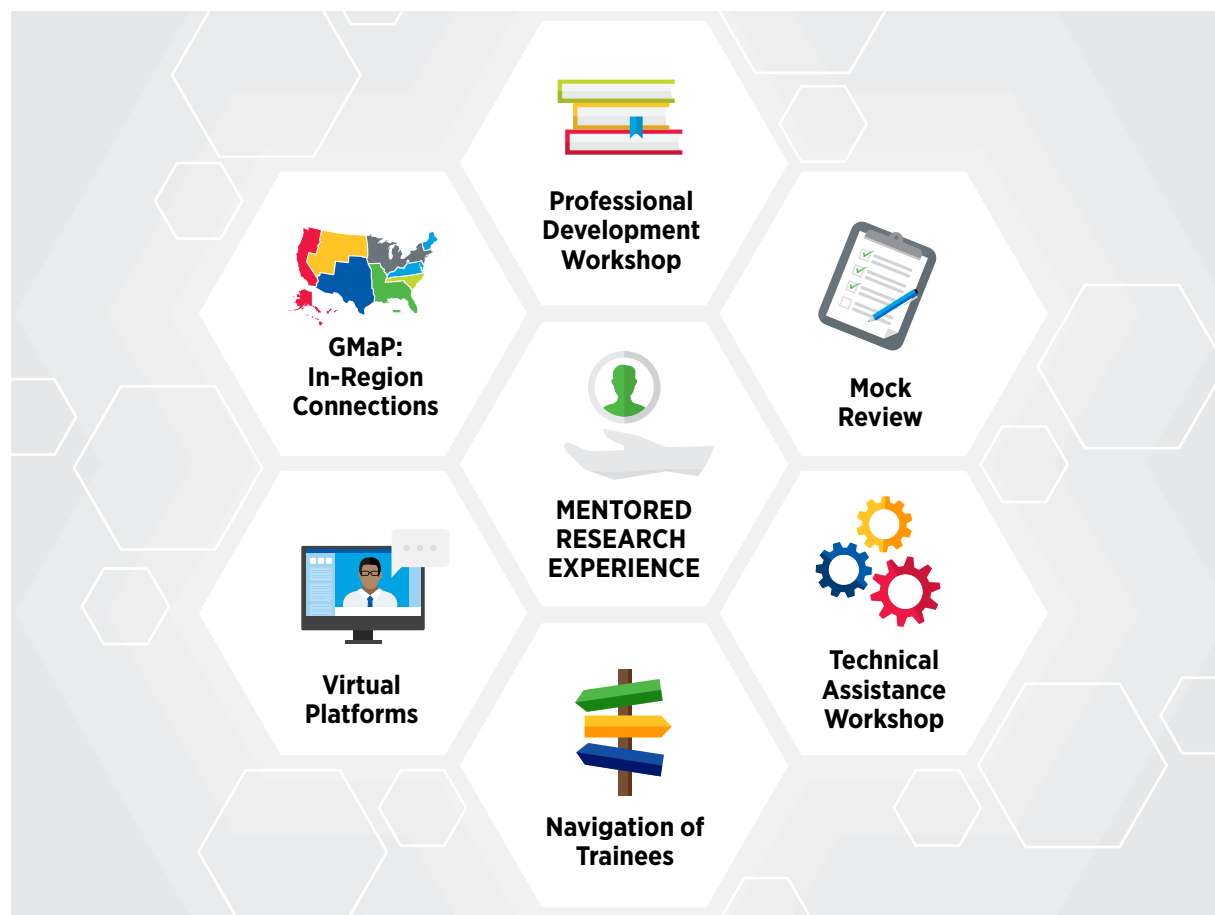 Professional
Development
Workshop
GMaP:
In-Region
Connections
Mock
Review
MENTORED
RESEARCH
EXPERIENCE
Virtual
Platforms
Technical
Assistance
Workshop
Navigation of
Trainees